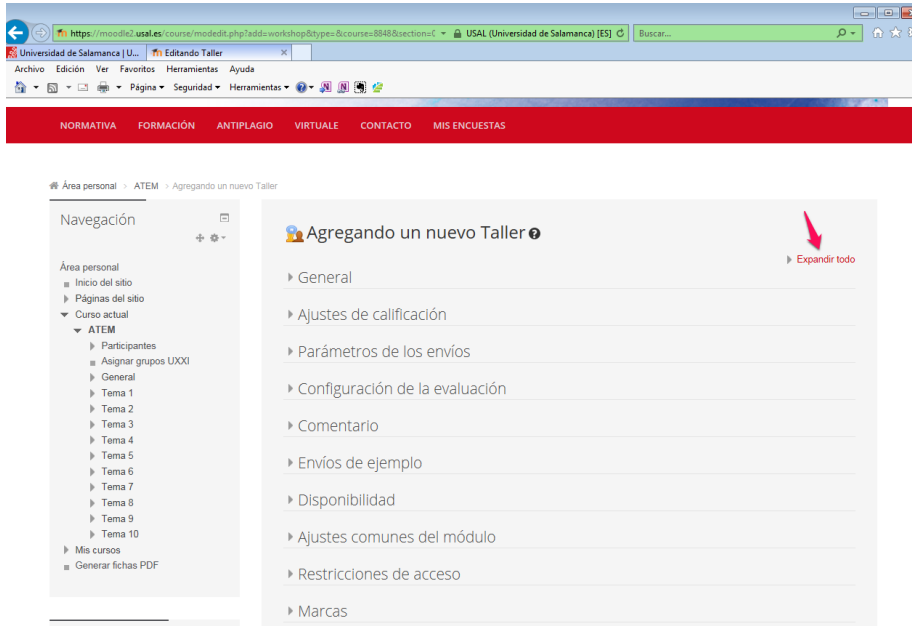 https://moodle2.usal.es/course/modedit.php?add=workshop&type=&course=8848&section=( USAL (Universidad de Salamanca) [ES] Buscar...
Universidad de Salamanca | U... Editando Taller
Archivo Edición Ver Favoritos Herramientas Ayuda
Página Seguridad Herramientas
NORMATIVA FORMACIÓN ANTIPLAGIO VIRTUALE CONTACTO MIS ENCUESTAS
Área personal > ATEM > Agregando un nuevo Taller
Navegación
Área personal
Inicio del sitio
Páginas del sitio
Curso actual
ATEM
Participantes
Asignar grupos UXXI
General
Tema 1
Tema 2
Tema 3
Tema 4
Tema 5
Tema 6
Tema 7
Tema 8
Tema 9
Tema 10
Mis cursos
Generar fichas PDF
Agregando un nuevo Taller
Expandir todo
General
Ajustes de calificación
Parámetros de los envíos
Configuración de la evaluación
Comentario
Envíos de ejemplo
Disponibilidad
Ajustes comunes del módulo
Restricciones de acceso
Marcas